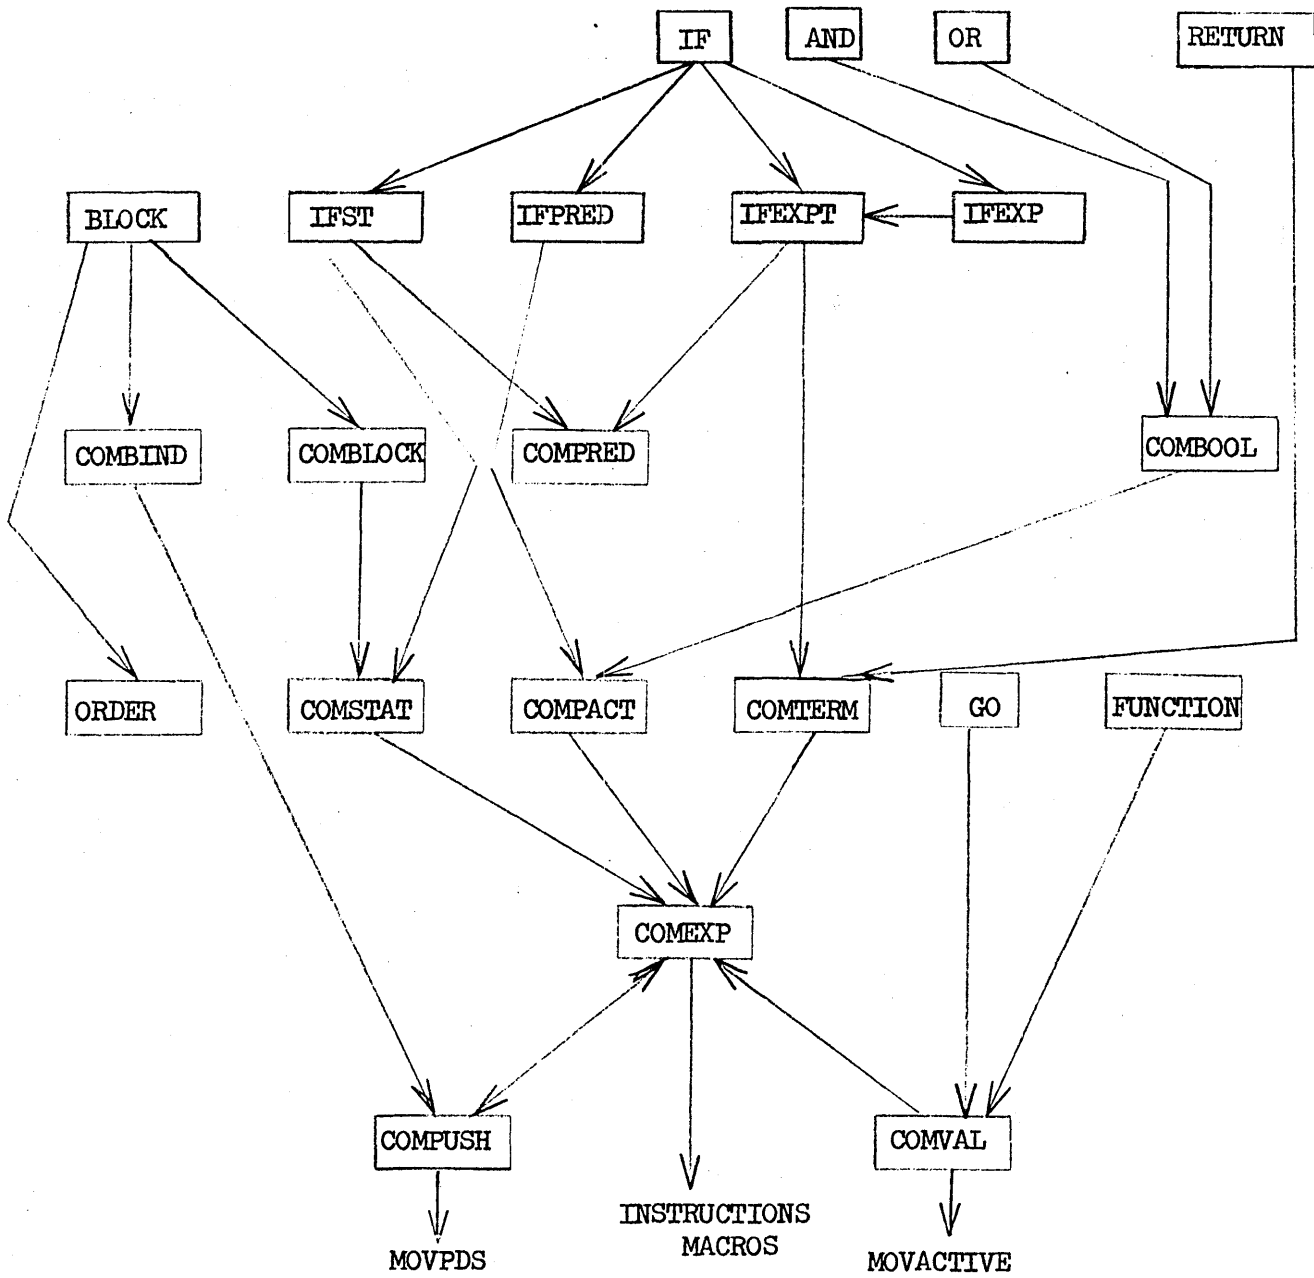 IF
AND
OR
RETURN
BLOCK
IFST
IFPRED
IFEXPT
IFEXP
COMBIND
COMBLOCK
COMPRED
COMBOOL
ORDER
COMSTAT
COMPACT
COMTERM
GO
FUNCTION
COMEXP
COMPUSH
COMVAL
INSTRUCTIONS
MACROS
MOVPDS
MOVACTIVE